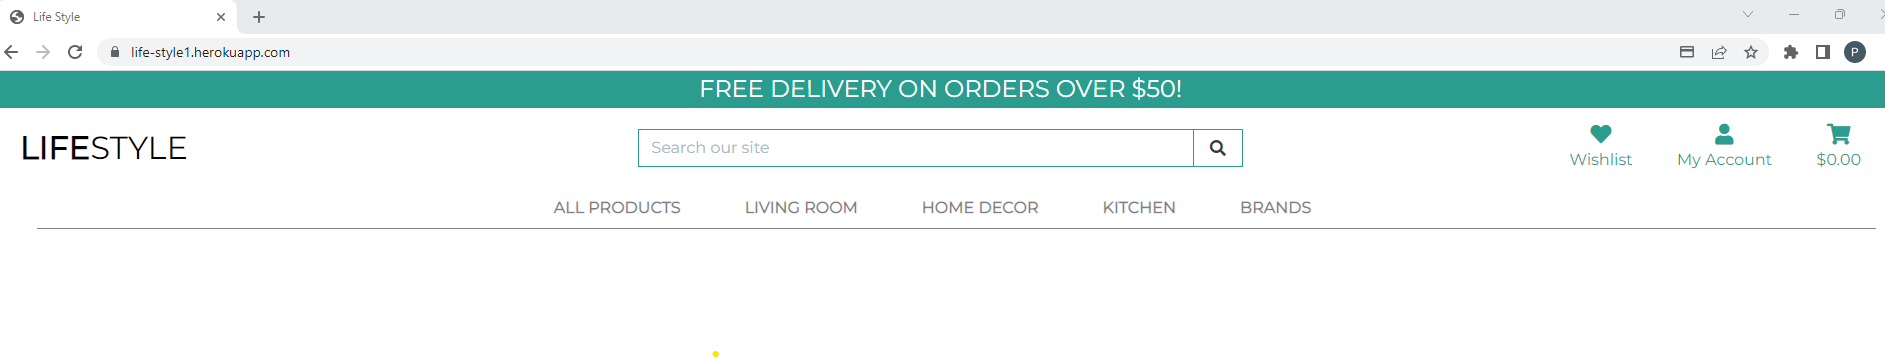 Life Style
life-style1.herokuapp.com
P
FREE DELIVERY ON ORDERS OVER $50!
LIFESTYLE
Search our site
Wishlist
My Account
$0.00
ALL PRODUCTS
LIVING ROOM
HOME DECOR
KITCHEN
BRANDS